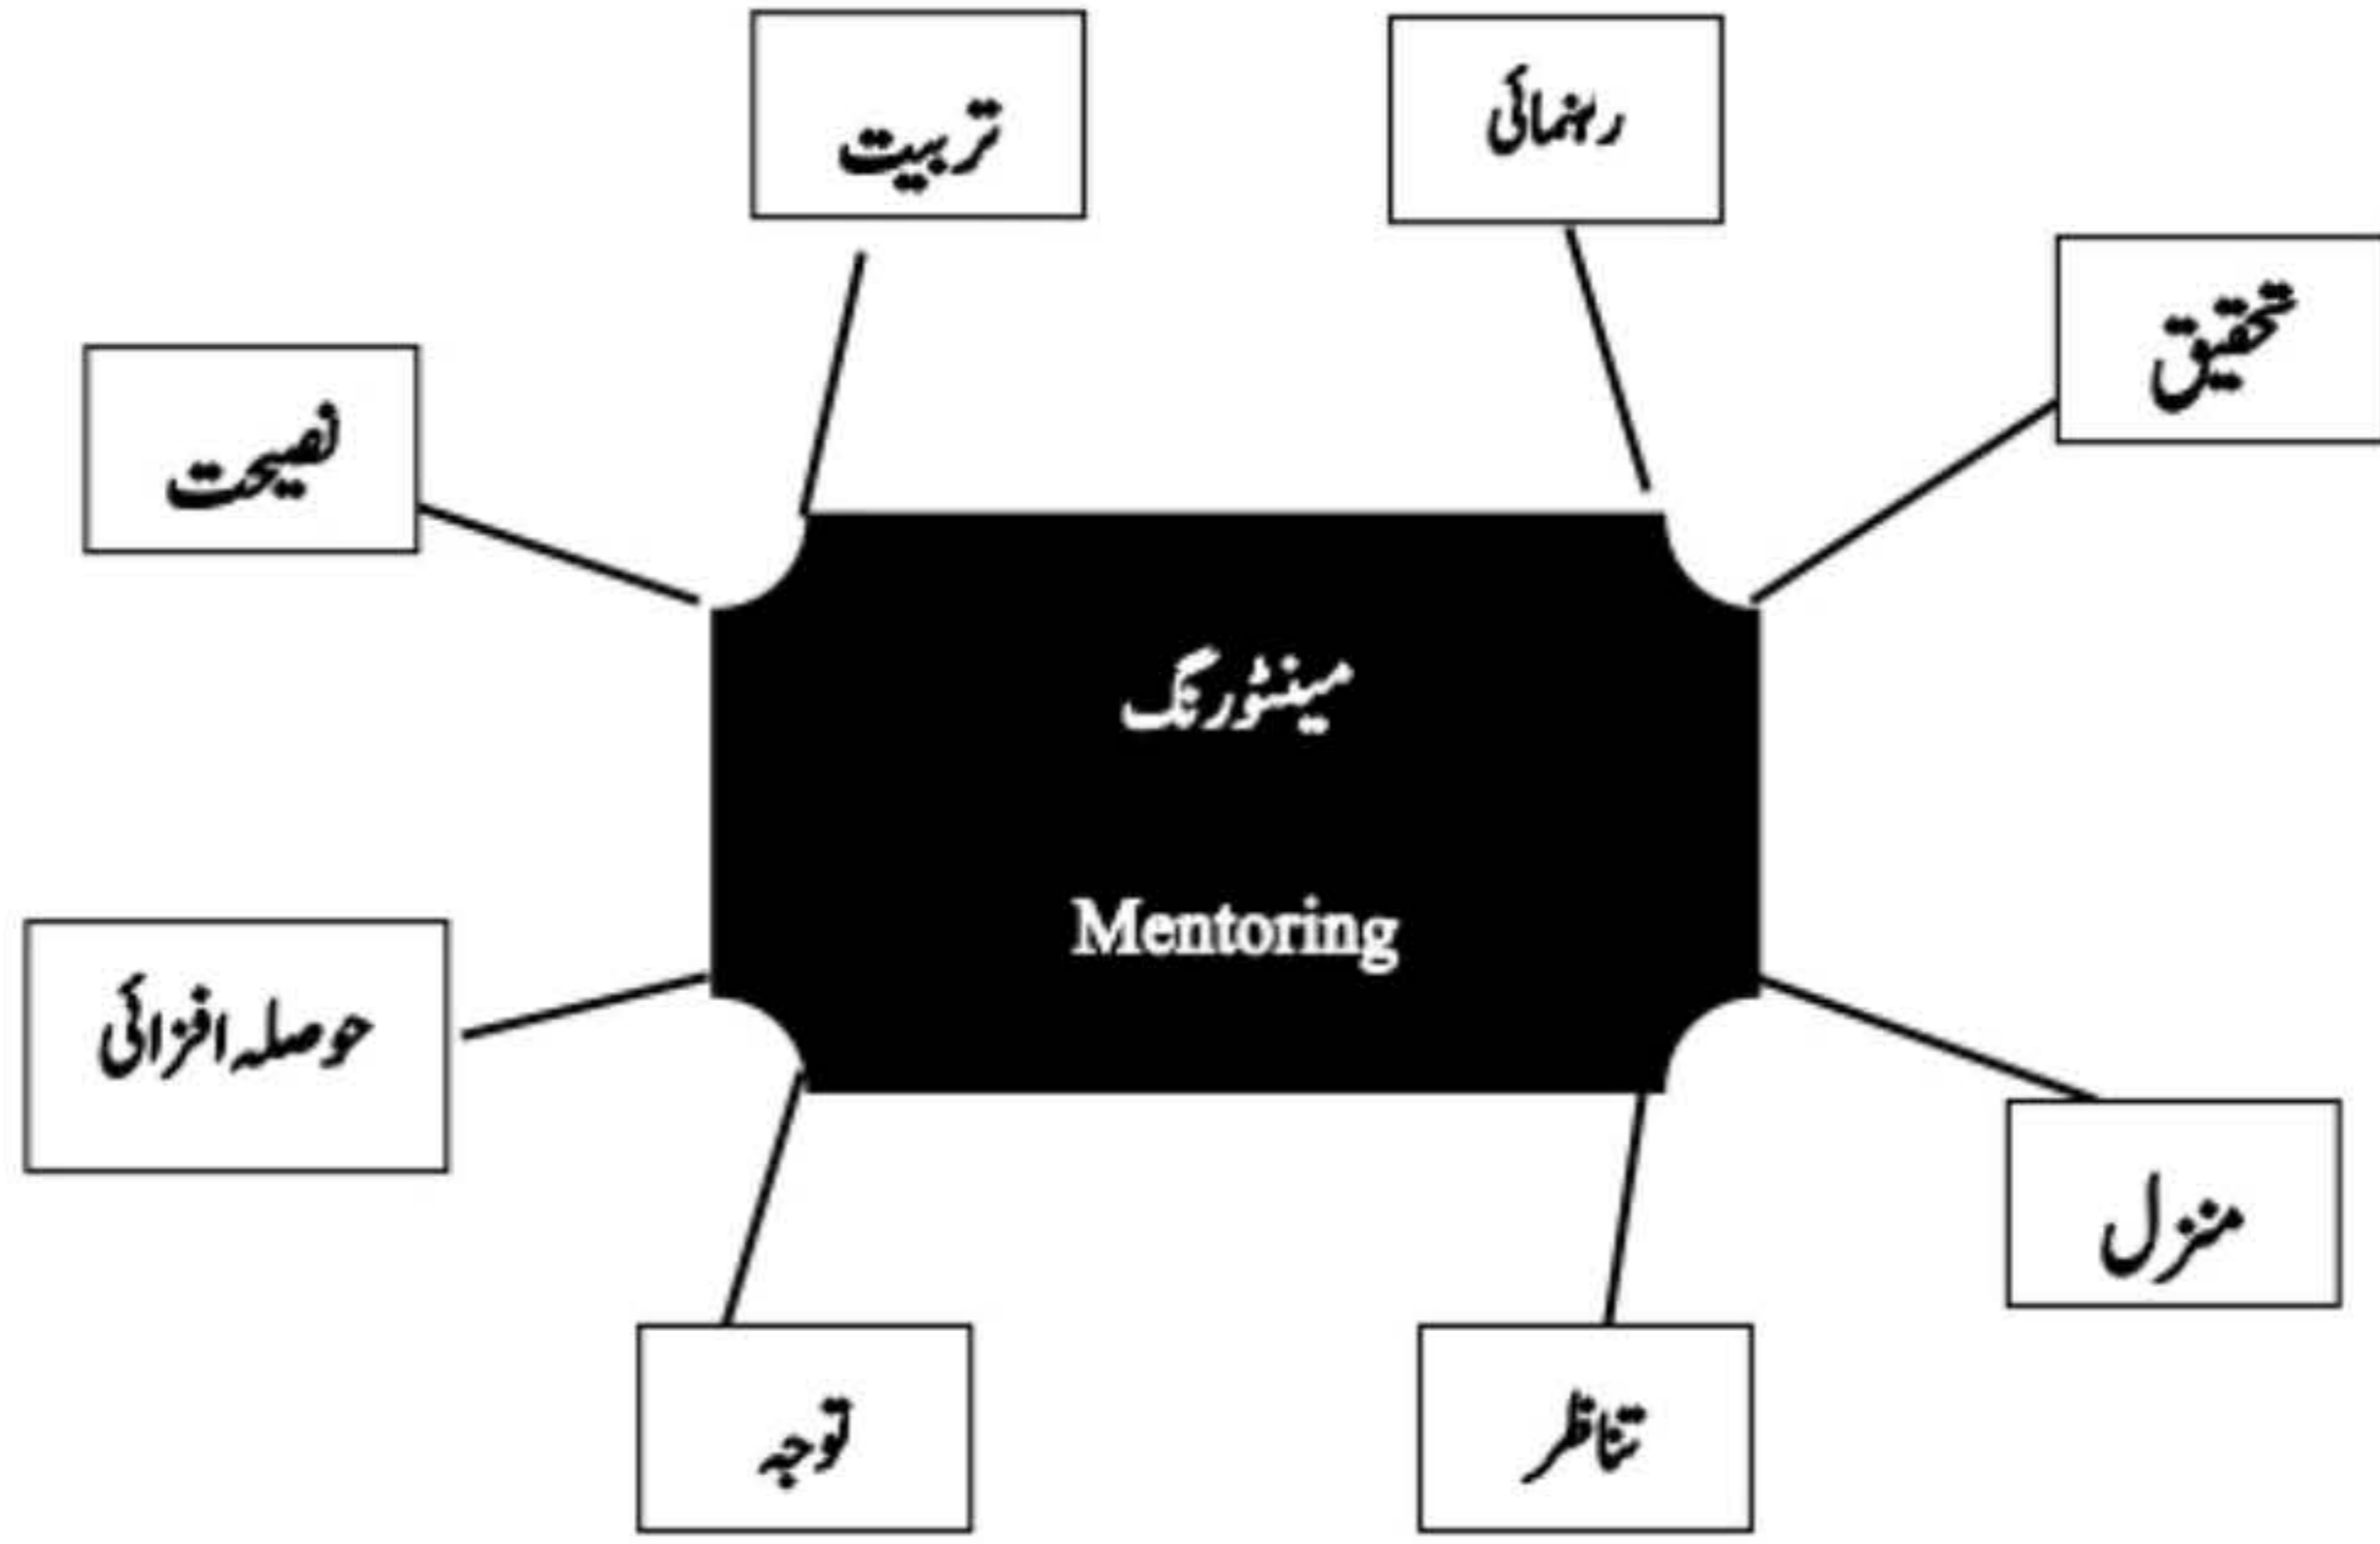 رہنمائی
تربیت
تحقیق
نصیحت
مینٹورنگ
Mentoring
حوصلہ افزائی
منزل
تناظر
توجہ